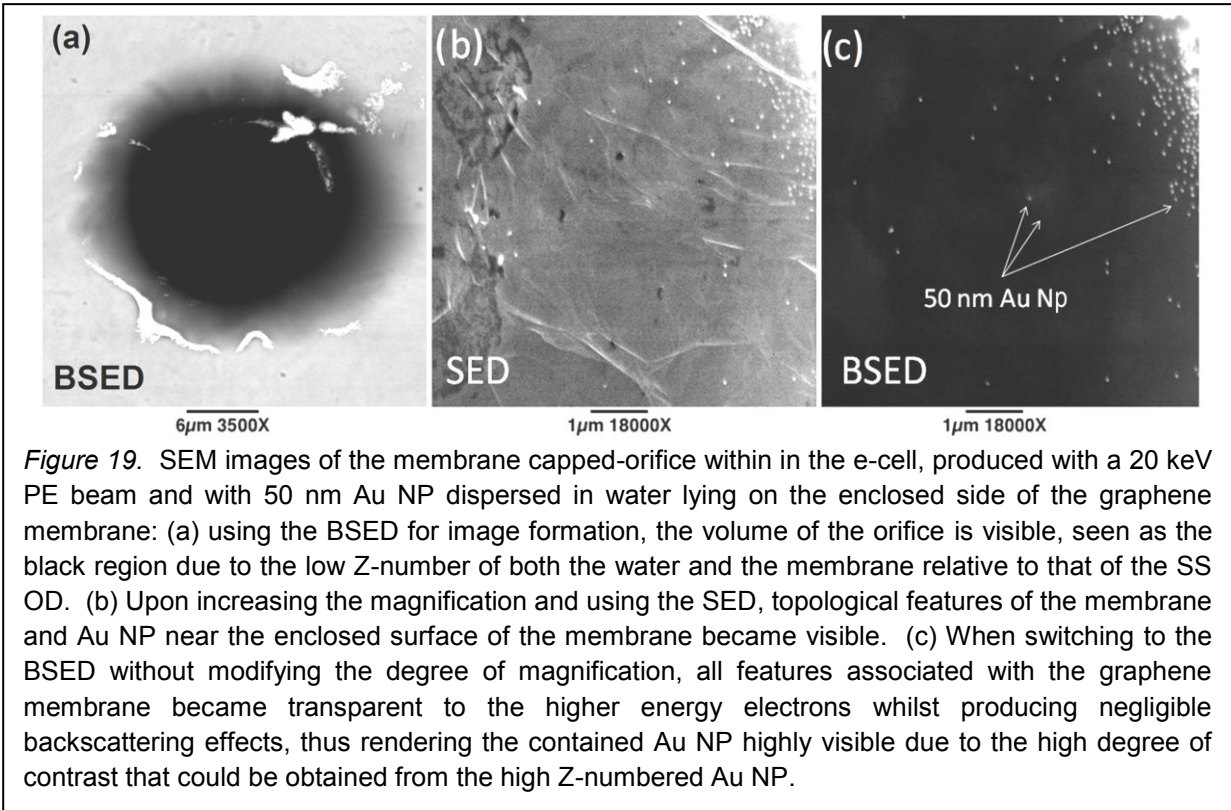 (a)
(b)
(c)
50 nm Au Np
BSED
SED
BSED
6µm 3500X
1µm 18000X
1µm 18000X
Figure 19. SEM images of the membrane capped-orifice within in the e-cell, produced with a 20 keV
PE beam and with 50 nm Au NP dispersed in water lying on the enclosed side of the graphene
membrane: (a) using the BSED for image formation, the volume of the orifice is visible, seen as the
black region due to the low Z-number of both the water and the membrane relative to that of the SS
OD. (b) Upon increasing the magnification and using the SED, topological features of the membrane
and Au NP near the enclosed surface of the membrane became visible. (c) When switching to the
BSED without modifying the degree of magnification, all features associated with the graphene
membrane became transparent to the higher energy electrons whilst producing negligible
backscattering effects, thus rendering the contained Au NP highly visible due to the high degree of
contrast that could be obtained from the high Z-numbered Au NP.